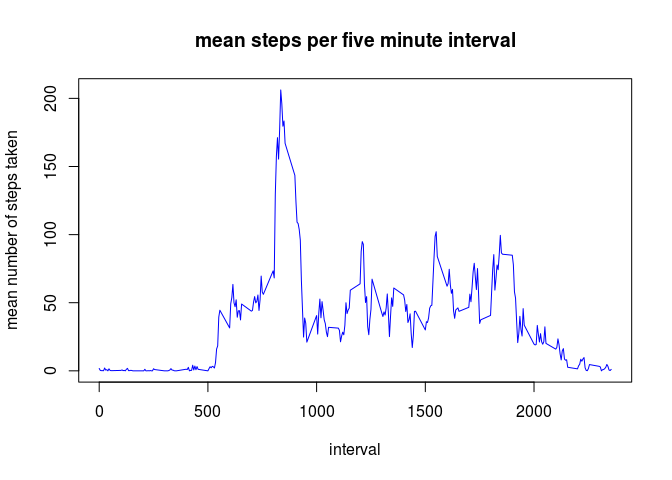 mean steps per five minute interval
mean number of steps taken
200
150
100
50
0
0 500 1000 1500 2000
interval